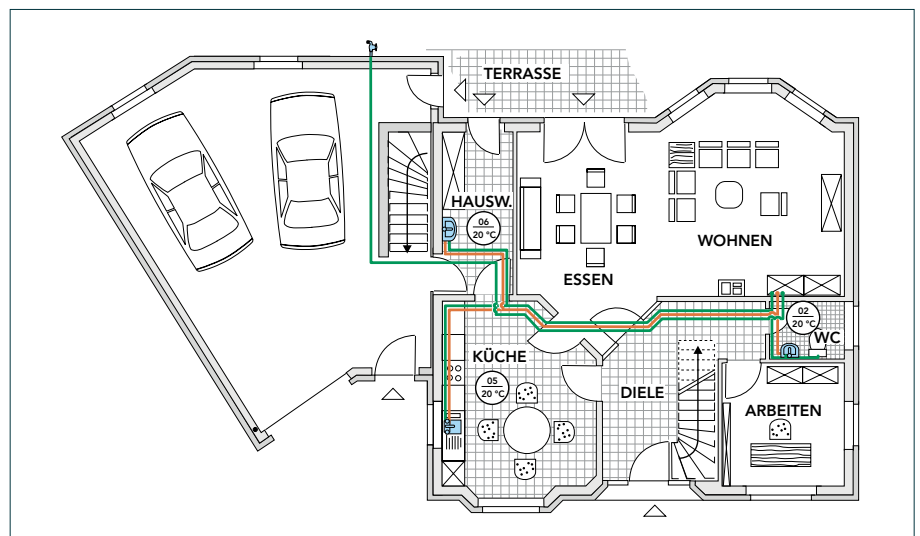 TERRASSE
HAUSW.
06
20 °C
WOHNEN
ESSEN
02
20 °C
WC
KÜCHE
05
20 °C
DIELE
ARBEITEN